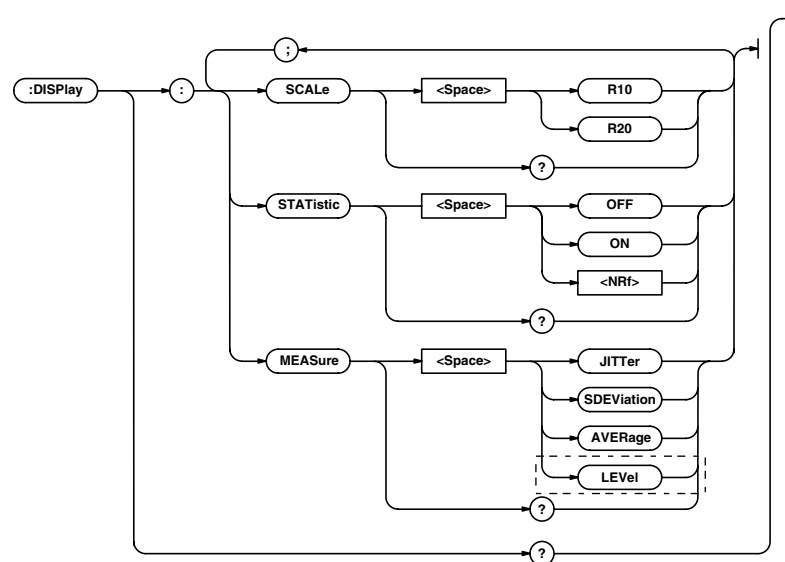 ;
:DISPlay
:
SCALe
<Space>
R10
R20
?
STATistic
<Space>
OFF
ON
<NRf>
?
MEASure
<Space>
JITTer
SDEViation
AVERage
LEVel
?
?